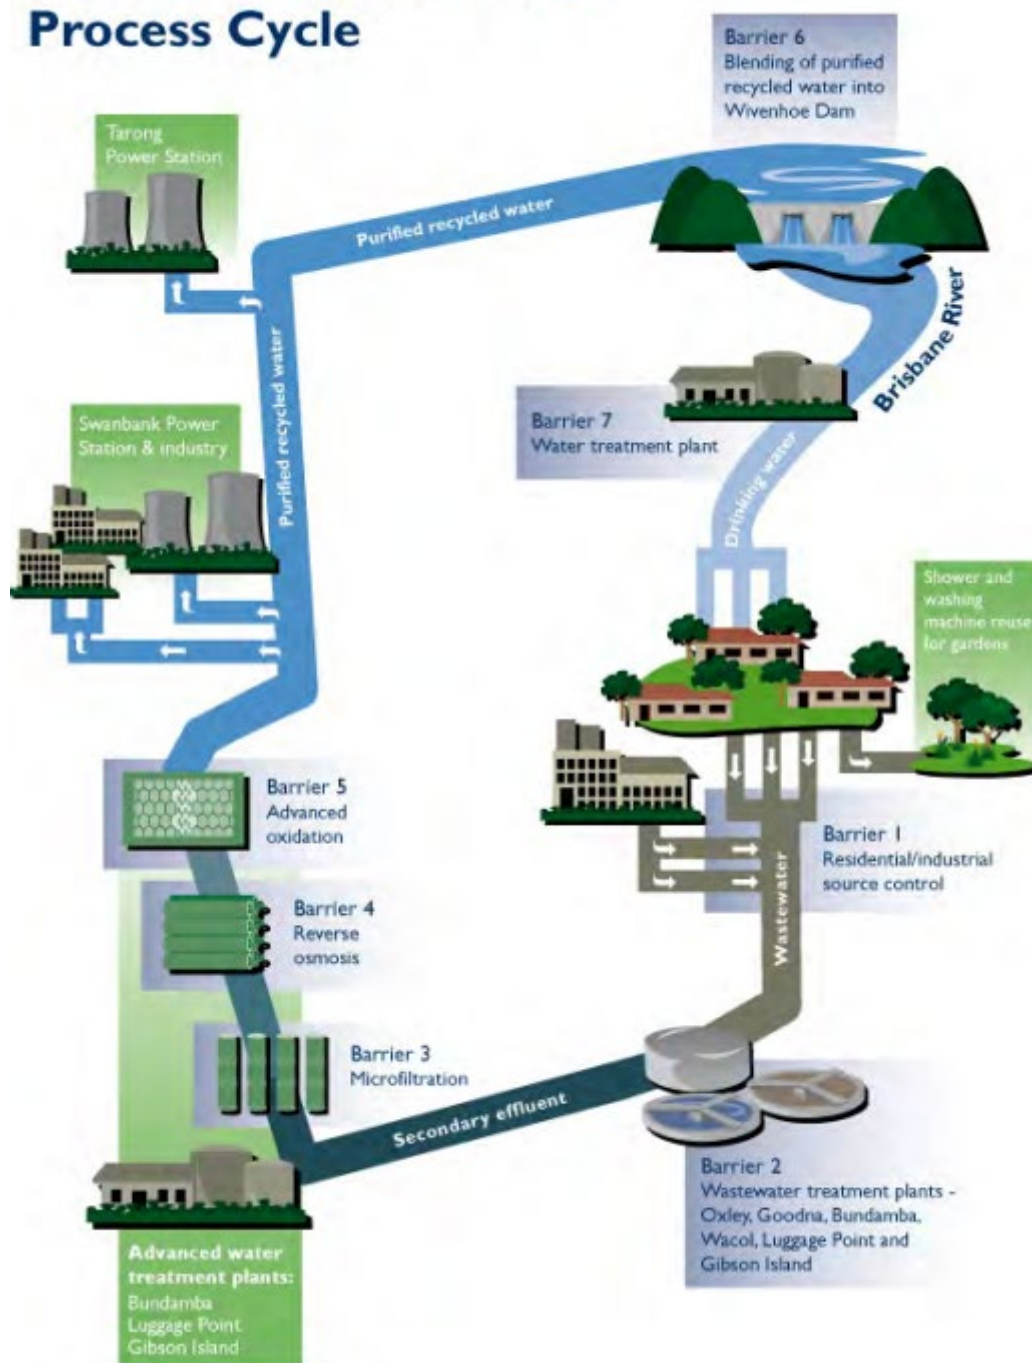 Process Cycle
Barrier 6
Blending of purified
recycled water into
Wivenhoe Dam
Tarong
Power Station
Purified recycled water
Brisbane River
Purified recycled water
Swanbank Power
Station & industry
Barrier 7
Water treatment plant
Drinking water
Shower and
washing
machine reuse
for gardens
Barrier 5
Advanced
oxidation
Barrier 1
Residential/industrial
source control
Wastewater
Barrier 4
Reverse
osmosis
Barrier 3
Microfiltration
Secondary effluent
Barrier 2
Wastewater treatment plants -
Oxley, Goodna, Bundamba,
Wacol, Luggage Point and
Gibson Island
Advanced water
treatment plants:
Bundamba
Luggage Point
Gibson Island